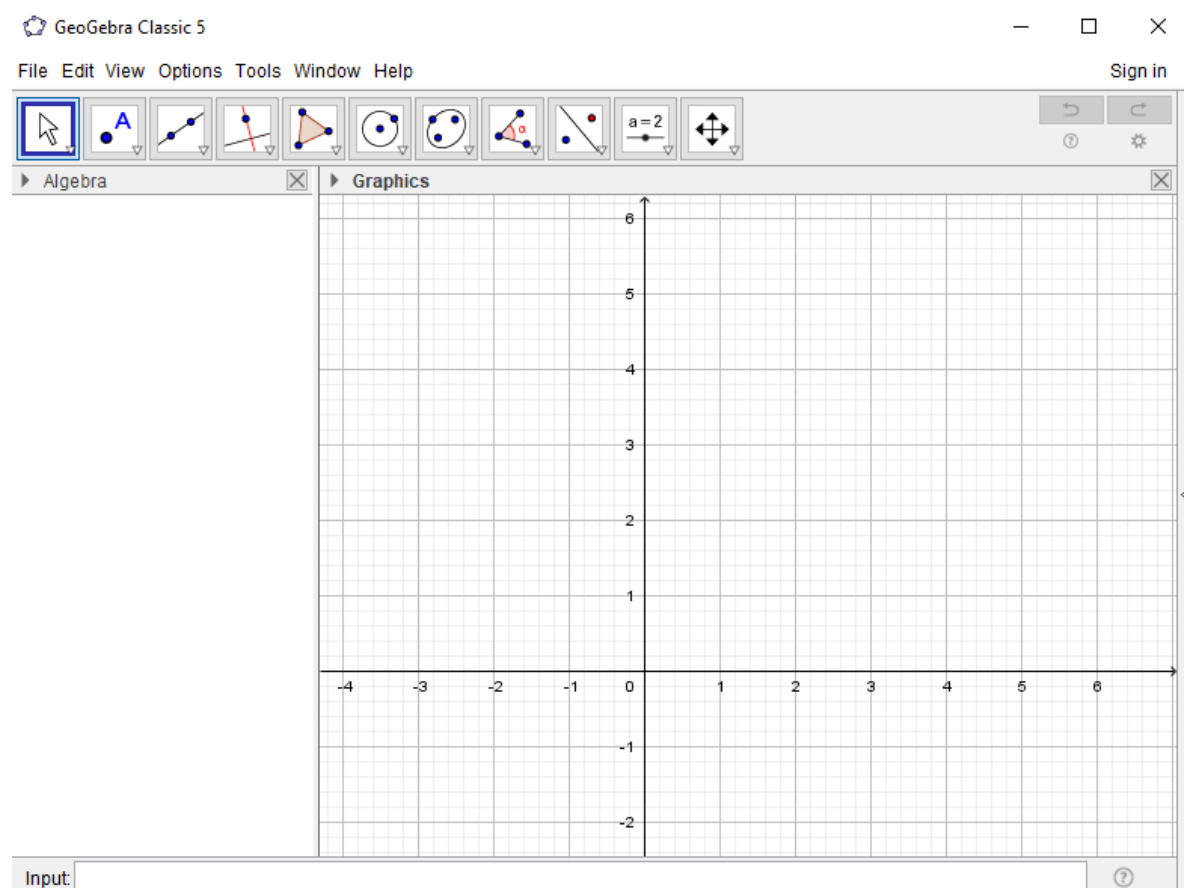 GeoGebra Classic 5
File Edit View Options Tools Window Help Sign in
A α a=2
Algebra
Graphics
6
5
4
3
2
1
-4 -3 -2 -1 0 1 2 3 4 5 6
-1
-2
Input: